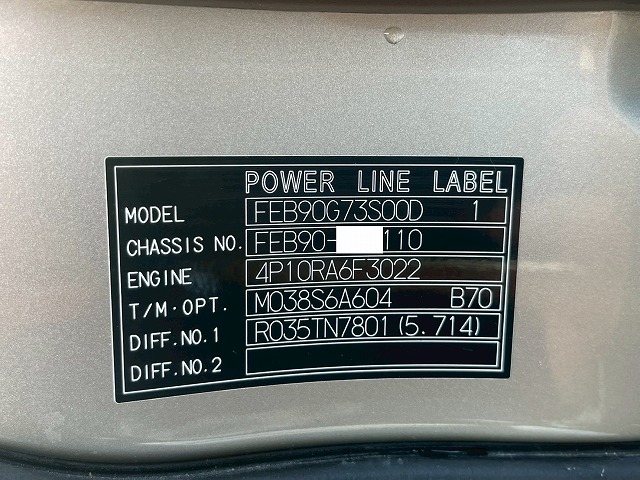 POWER LINE LABEL
MODEL FEB90G73S00D 1
CHASSIS NO. FEB90- 110
ENGINE 4P10RA6F3022
T/M·OPT. M038S6A604 B70
DIFF.NO.1 R035TN7801(5.714)
DIFF.NO.2